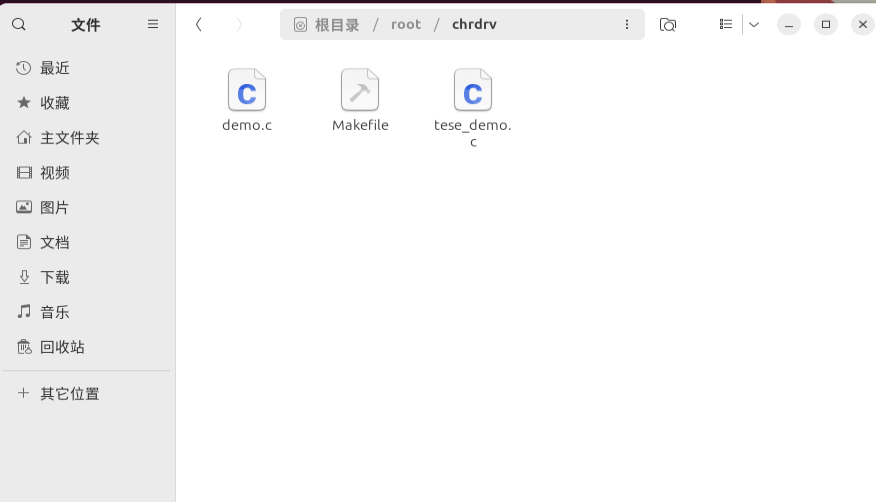 文件
根目录 / root / chrdrv
最近
收藏
主文件夹
视频
图片
文档
下载
音乐
回收站
其它位置
demo.c
Makefile
tese_demo.
c